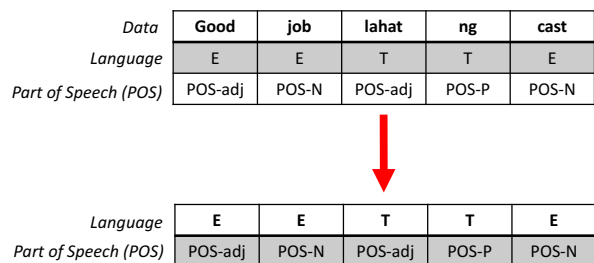 Data Good job lahat ng cast
Language E E T T E
Part of Speech (POS) POS-adj POS-N POS-adj POS-P POS-N
Language E E T T E
Part of Speech (POS) POS-adj POS-N POS-adj POS-P POS-N